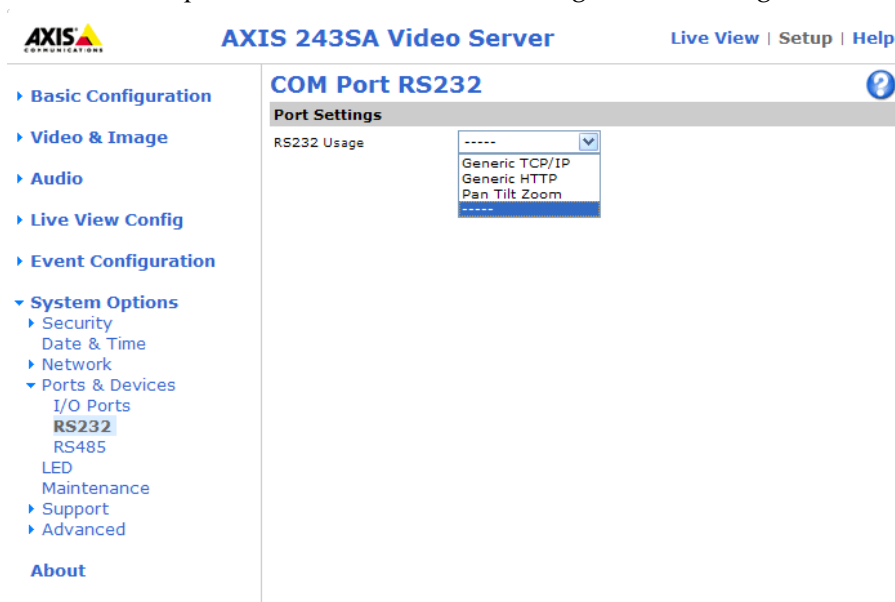 AXIS
COMMUNICATIONS
AXIS 243SA Video Server
Live View | Setup | Help
Basic Configuration
Video & Image
Audio
Live View Config
Event Configuration
System Options
Security
Date & Time
Network
Ports & Devices
I/O Ports
RS232
RS485
LED
Maintenance
Support
Advanced
About
COM Port RS232
?
Port Settings
RS232 Usage
-----
Generic TCP/IP
Generic HTTP
Pan Tilt Zoom
-----